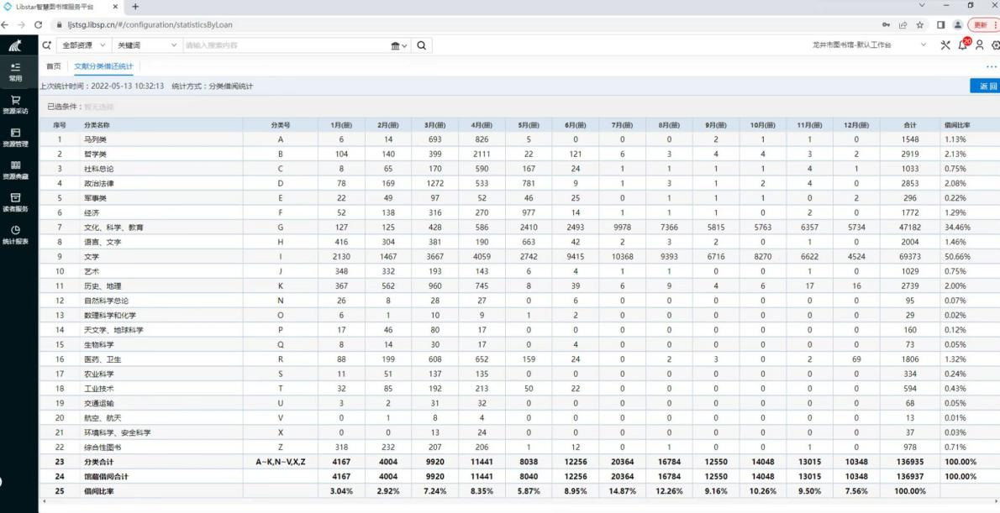 Libstar智慧图书馆服务平台
ljstsg.libsp.cn/#/configuration/statisticsByLoan
更新
全部资源 关键词 请输入搜索内容
龙井市图书馆-默认工作台 20
常用
资源采访
资源管理
资源典藏
读者服务
统计报表
首页 文献分类借还统计
上次统计时间：2022-05-13 10:32:13 统计方式：分类借阅统计 返回
已选条件：暂无选择
序号 分类名称 分类号 1月(册) 2月(册) 3月(册) 4月(册) 5月(册) 6月(册) 7月(册) 8月(册) 9月(册) 10月(册) 11月(册) 12月(册) 合计 借阅比率
1 马列类 A 6 14 693 826 5 0 0 0 2 1 1 0 1548 1.13%
2 哲学类 B 104 140 399 2111 22 121 6 3 4 4 3 2 2919 2.13%
3 社科总论 C 8 65 170 590 167 24 1 1 1 1 4 1 1033 0.75%
4 政治法律 D 78 169 1272 533 781 9 1 3 1 2 4 0 2853 2.08%
5 军事类 E 22 49 97 52 46 25 0 1 1 1 0 2 296 0.22%
6 经济 F 52 138 316 270 977 14 1 1 1 0 2 0 1772 1.29%
7 文化、科学、教育 G 127 125 428 586 2410 2493 9978 7366 5815 5763 6357 5734 47182 34.46%
8 语言、文字 H 416 304 381 190 663 42 2 3 2 0 1 0 2004 1.46%
9 文学 I 2130 1467 3667 4059 2742 9415 10368 9393 6716 8270 6622 4524 69373 50.66%
10 艺术 J 348 332 193 143 6 4 1 1 0 0 1 0 1029 0.75%
11 历史、地理 K 367 562 960 745 8 39 6 9 4 6 17 16 2739 2.00%
12 自然科学总论 N 26 8 28 27 0 6 0 0 0 0 0 0 95 0.07%
13 数理科学和化学 O 6 1 10 9 1 2 0 0 0 0 0 0 29 0.02%
14 天文学、地球科学 P 17 46 80 17 0 0 0 0 0 0 0 0 160 0.12%
15 生物科学 Q 8 14 30 17 0 4 0 0 0 0 0 0 73 0.05%
16 医药、卫生 R 88 199 608 652 159 24 0 2 3 0 2 69 1806 1.32%
17 农业科学 S 11 51 137 135 0 0 0 0 0 0 0 0 334 0.24%
18 工业技术 T 32 85 192 213 50 22 0 0 0 0 0 0 594 0.43%
19 交通运输 U 3 2 31 32 0 0 0 0 0 0 0 0 68 0.05%
20 航空、航天 V 0 1 8 4 0 0 0 0 0 0 0 0 13 0.01%
21 环境科学、安全科学 X 0 0 13 24 0 0 0 0 0 0 0 0 37 0.03%
22 综合性图书 Z 318 232 207 206 1 12 0 1 0 0 1 0 978 0.71%
23 分类合计 A~K,N~V,X,Z 4167 4004 9920 11441 8038 12256 20364 16784 12550 14048 13015 10348 136935 100.00%
24 馆藏借阅合计 4167 4004 9920 11441 8040 12256 20364 16784 12550 14048 13015 10348 136937 100.00%
25 借阅比率 3.04% 2.92% 7.24% 8.35% 5.87% 8.95% 14.87% 12.26% 9.16% 10.26% 9.50% 7.56% 100.00%